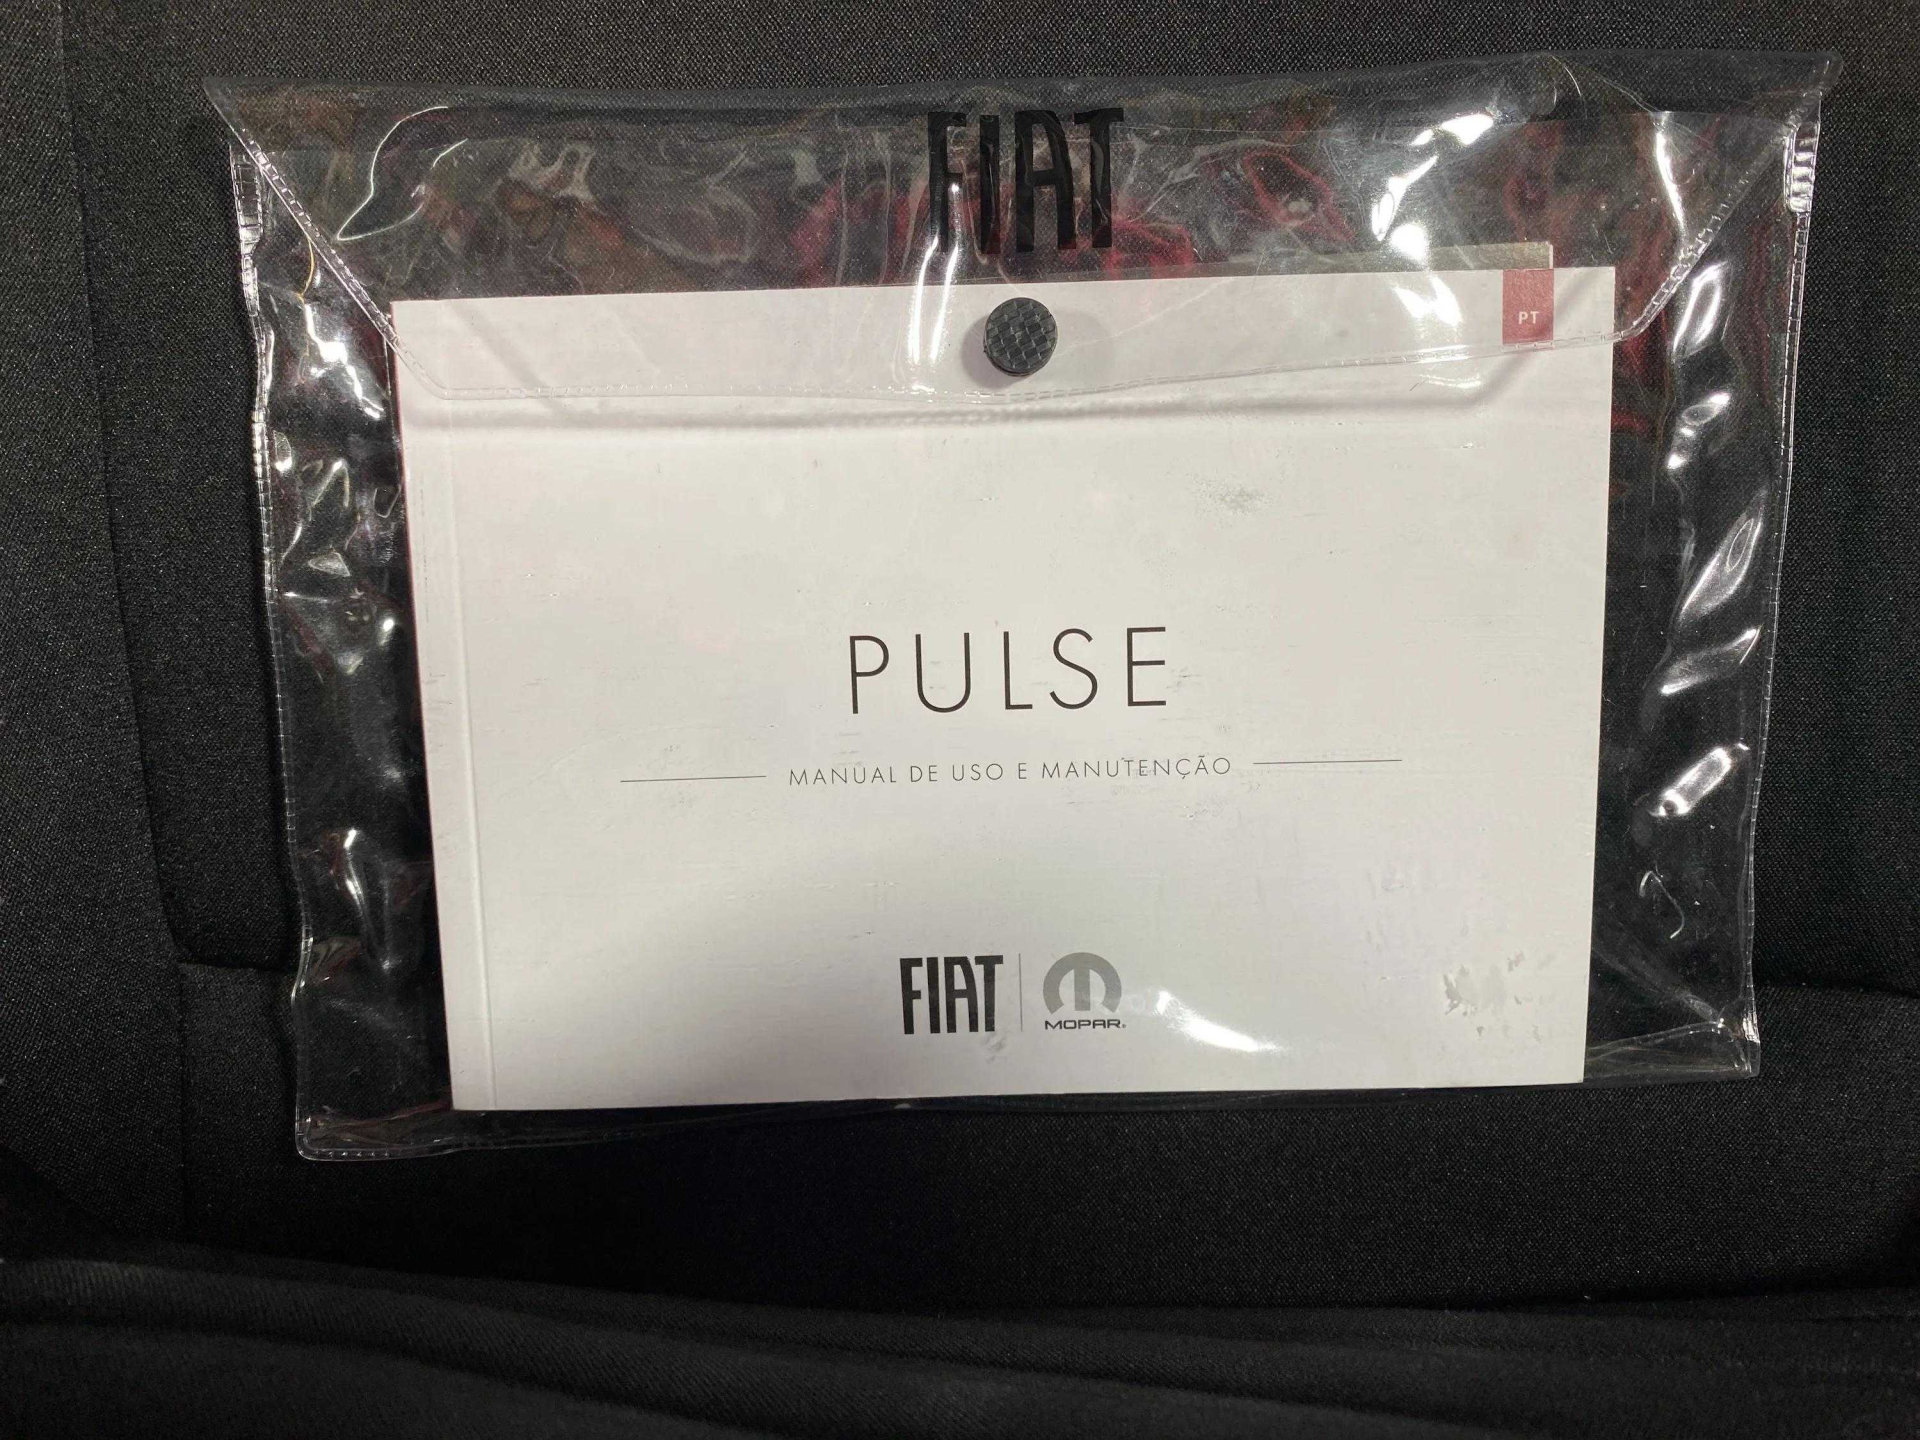 FIAT
PT
PULSE
MANUAL DE USO E MANUTENÇÃO
FIAT
MOPAR®